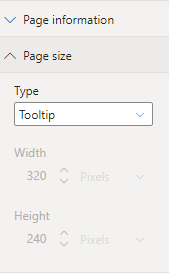 Page information
Page size
Type
Tooltip
Width
320 Pixels
Height
240 Pixels